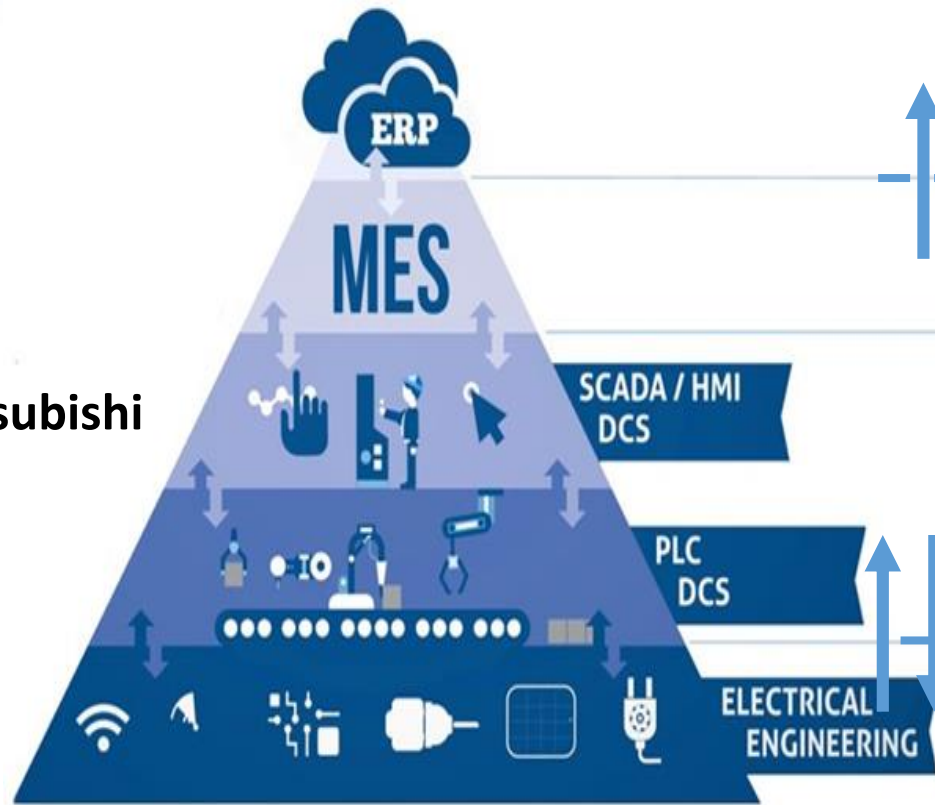 ERP
MES
subishi
SCADA / HMI
DCS
PLC
DCS
ELECTRICAL
ENGINEERING